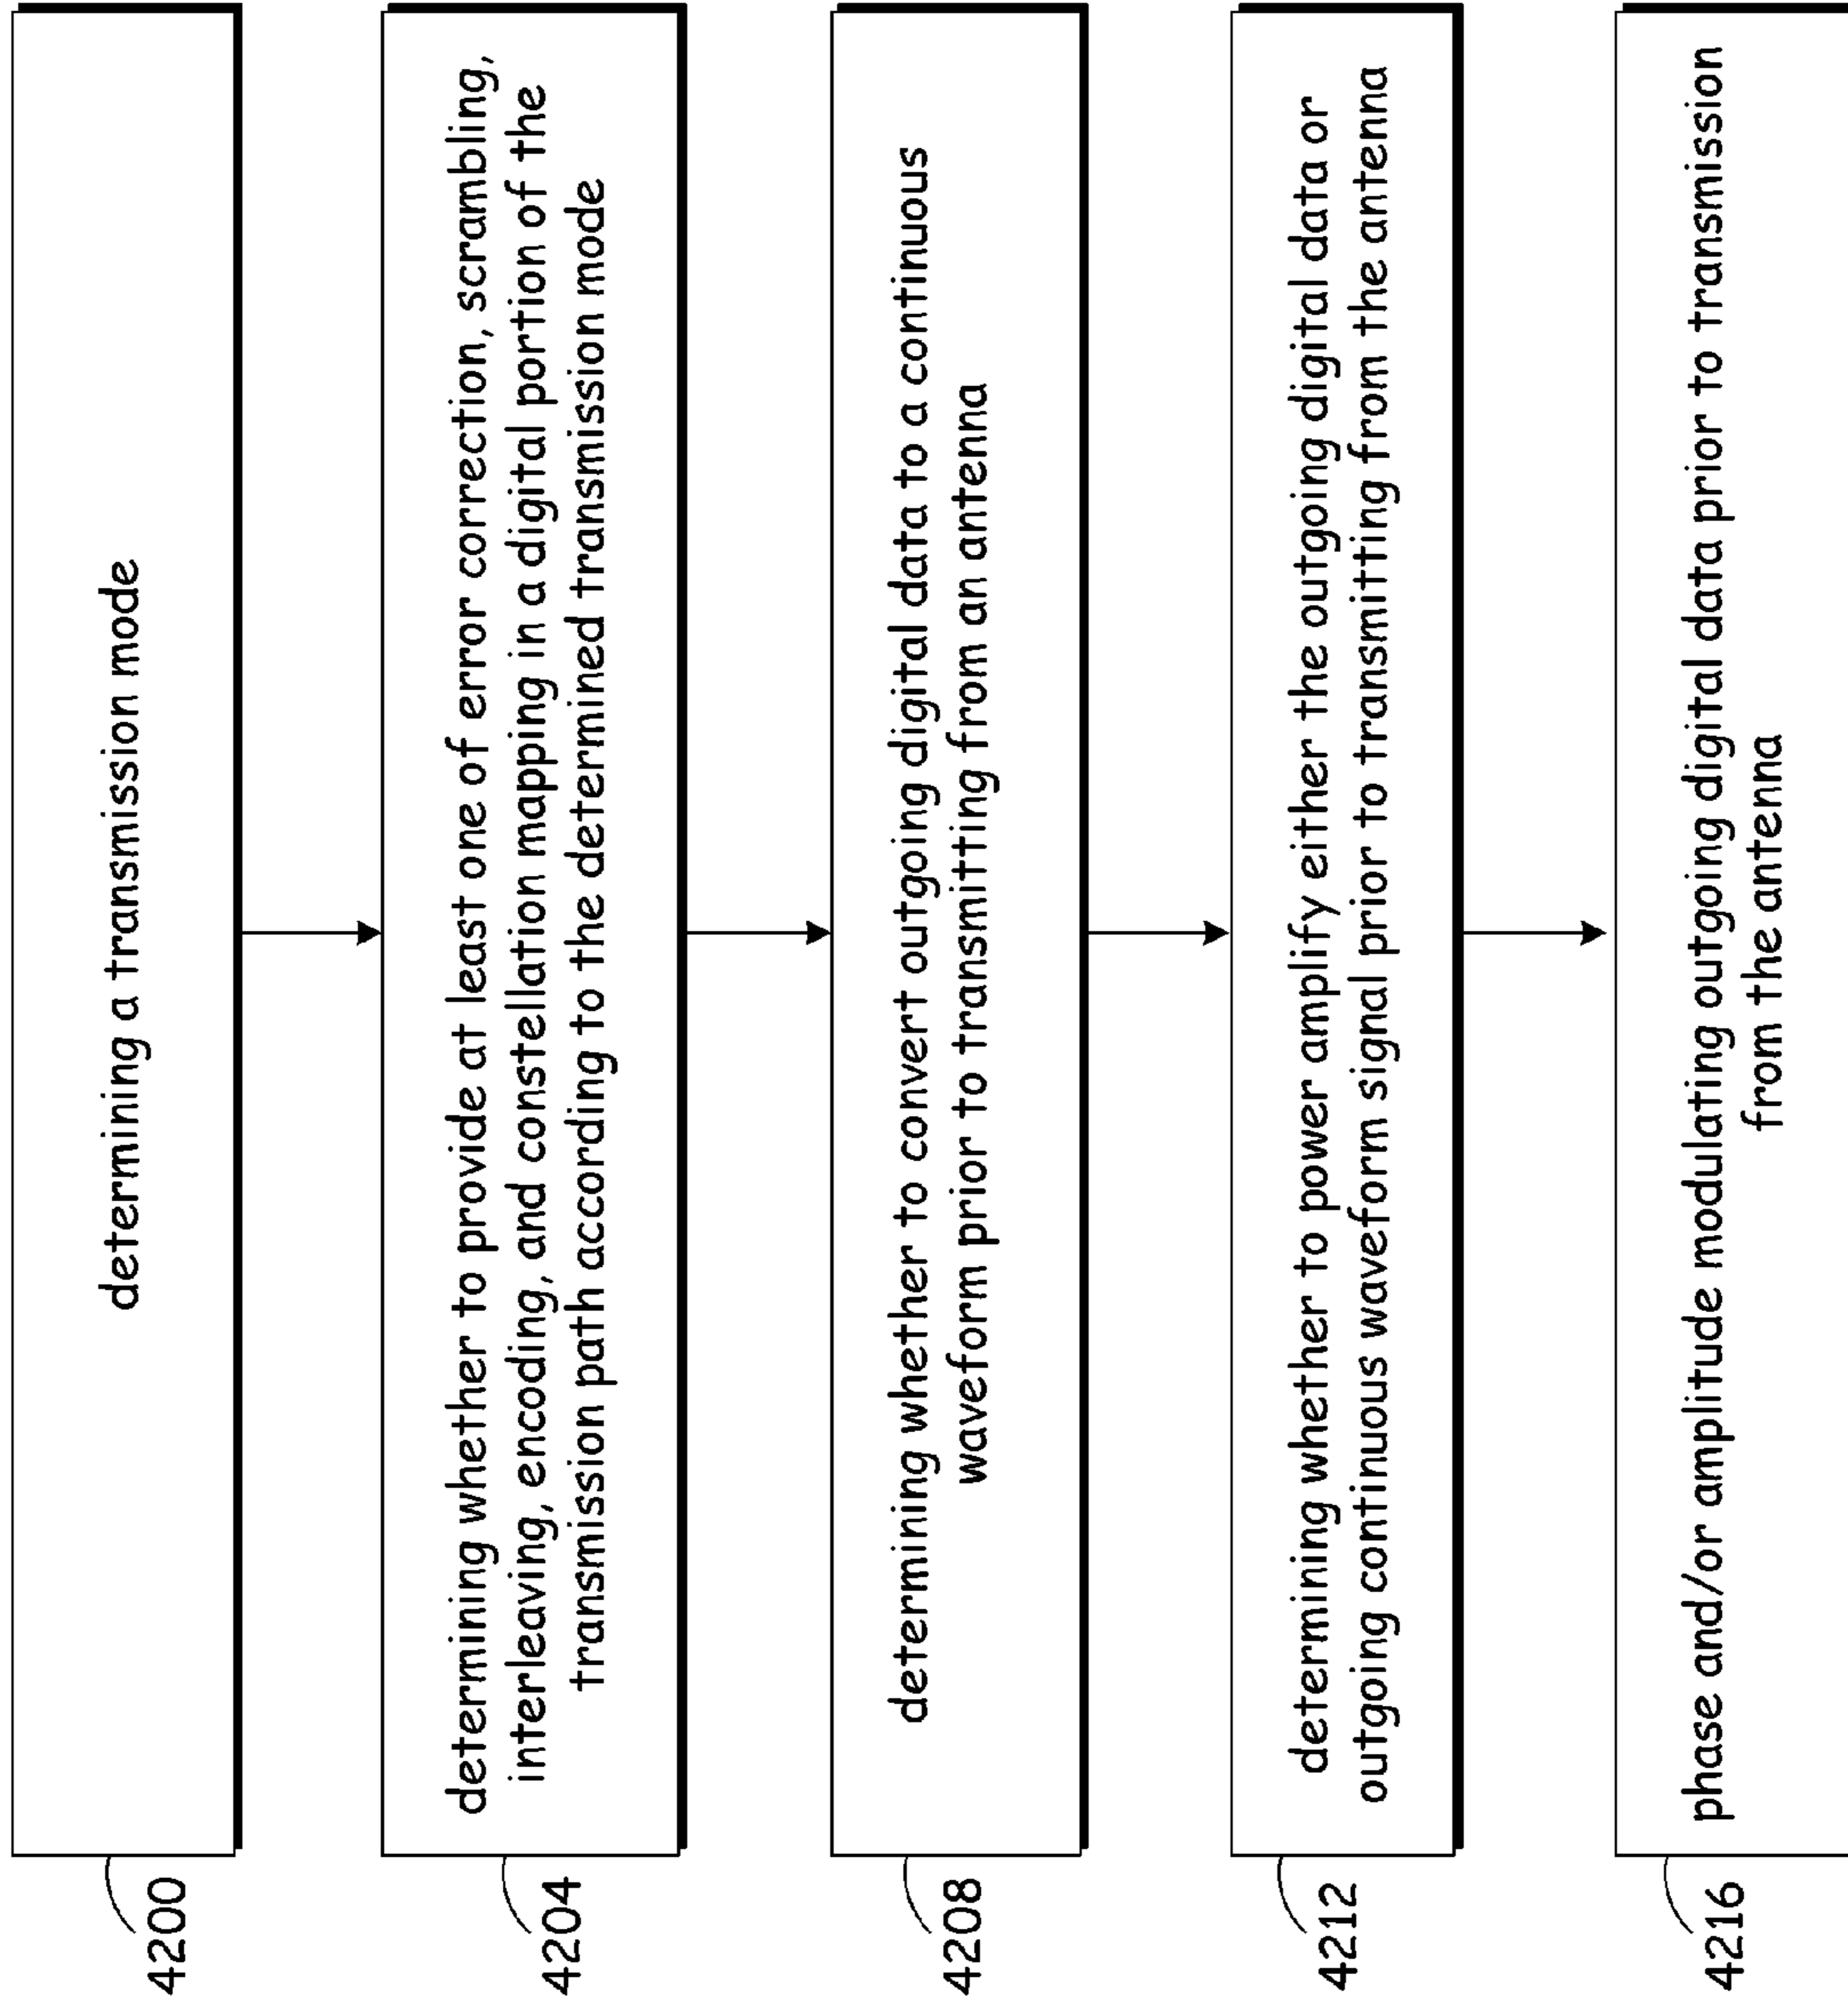 4200
determining a transmission mode
4204
determining whether to provide at least one of error correction, scrambling,
interleaving, encoding, and constellation mapping in a digital portion of the
transmission path according to the determined transmission mode
4208
determining whether to convert outgoing digital data to a continuous
waveform prior to transmitting from an antenna
4212
determining whether to power amplify either the outgoing digital data or
outgoing continuous waveform signal prior to transmitting from the antenna
4216
phase and/or amplitude modulating outgoing digital data prior to transmission
from the antenna